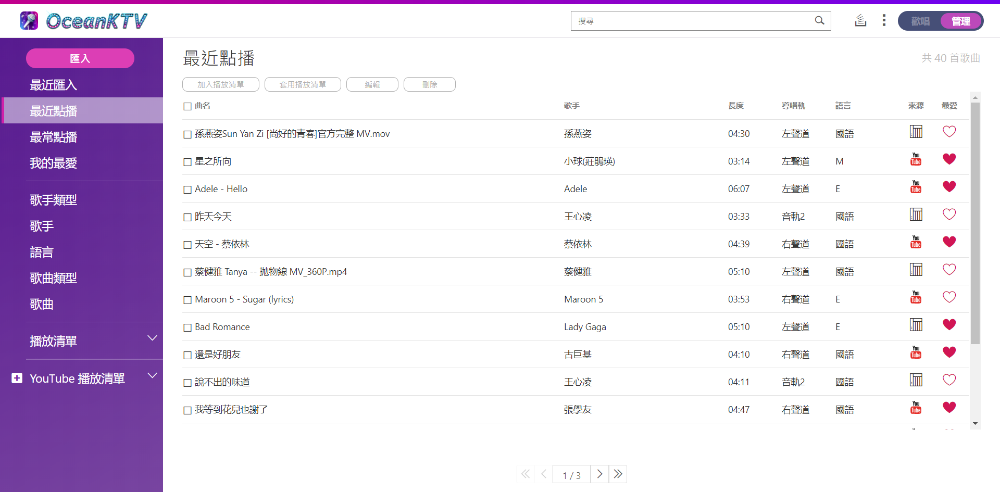 OceanKTV
搜尋
歡唱 管理
匯入
最近匯入
最近點播
最常點播
我的最愛
歌手類型
歌手
語言
歌曲類型
歌曲
播放清單
YouTube 播放清單
最近點播
共 40 首歌曲
加入播放清單 套用播放清單 編輯 刪除
曲名 歌手 長度 導唱軌 語言 來源 最愛
孫燕姿Sun Yan Zi [尚好的青春]官方完整 MV.mov 孫燕姿 04:30 左聲道 國語
星之所向 小球(莊鵑瑛) 03:14 左聲道 M You Tube
Adele - Hello Adele 06:07 左聲道 E You Tube
昨天今天 王心凌 03:33 音軌2 國語
天空 - 蔡依林 蔡依林 04:39 右聲道 國語 You Tube
蔡健雅 Tanya -- 拋物線 MV_360P.mp4 蔡健雅 05:10 左聲道 國語
Maroon 5 - Sugar (lyrics) Maroon 5 03:53 右聲道 E You Tube
Bad Romance Lady Gaga 05:10 左聲道 E
還是好朋友 古巨基 04:10 右聲道 國語 You Tube
說不出的味道 王心凌 04:11 音軌2 國語
我等到花兒也謝了 張學友 04:47 右聲道 國語 You Tube
1 / 3